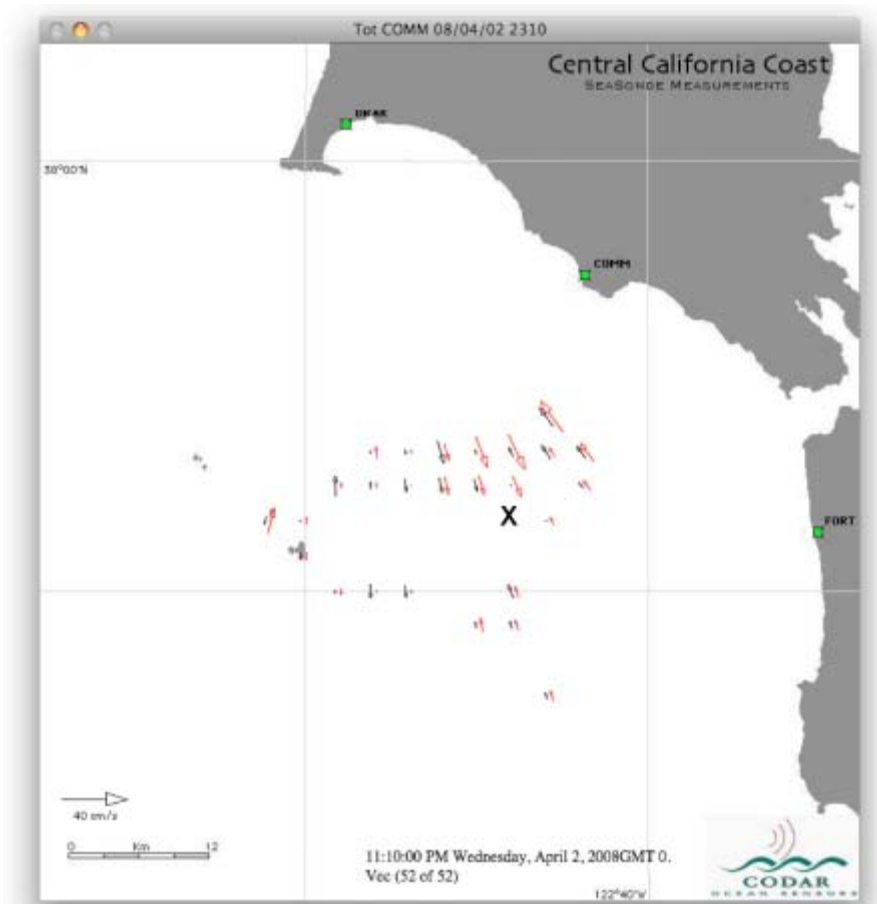 Tot COMM 08/04/02 2310
Central California Coast
SEASONDE MEASUREMENTS
DRAK
38°00'N
COMM
X
FORT
40 cm/s
0 Km 12
11:10:00 PM Wednesday, April 2, 2008GMT 0.
Vec (52 of 52)
122°40'W
CODAR
OCEAN SENSORS